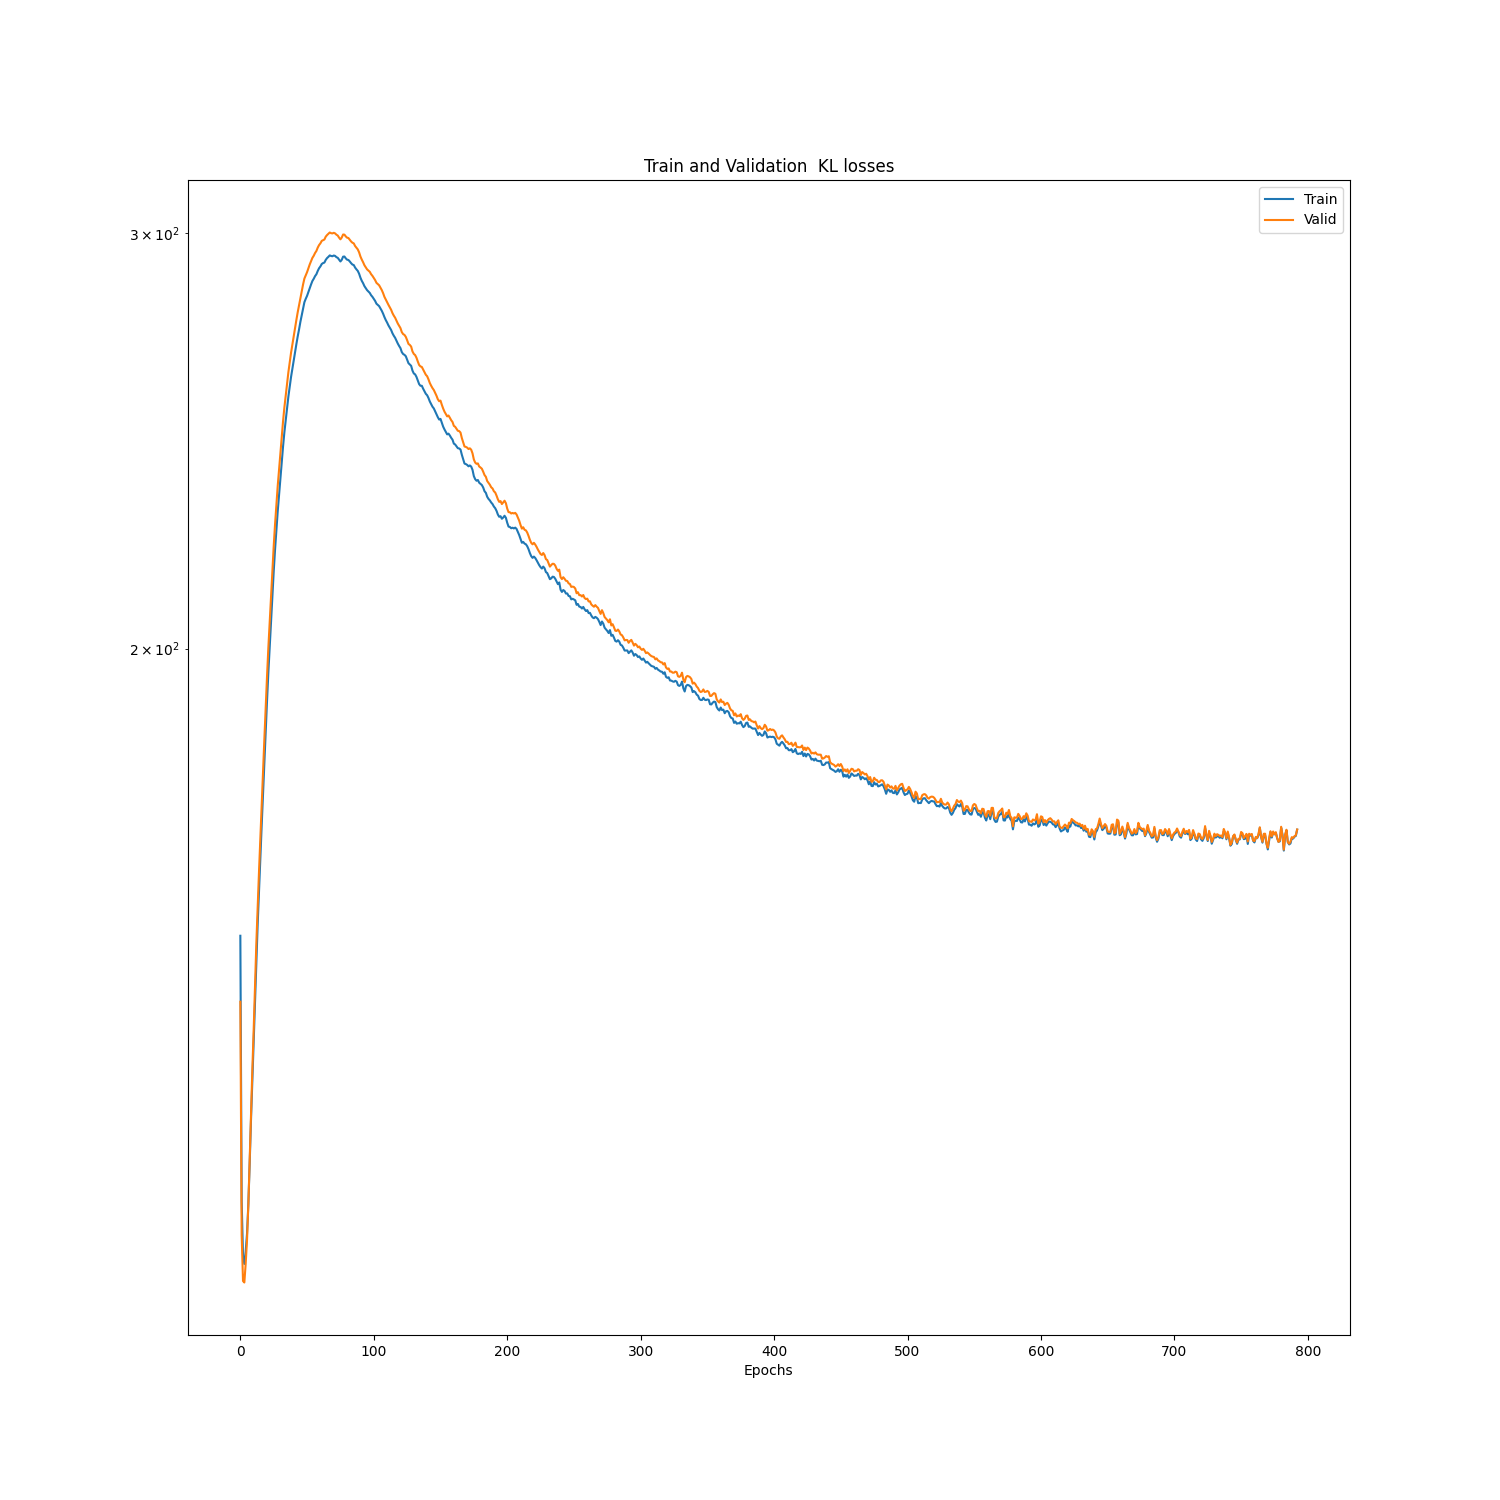 Train and Validation  KL losses
Train
Valid
3 × 10²
2 × 10²
0 100 200 300 400 500 600 700 800
Epochs